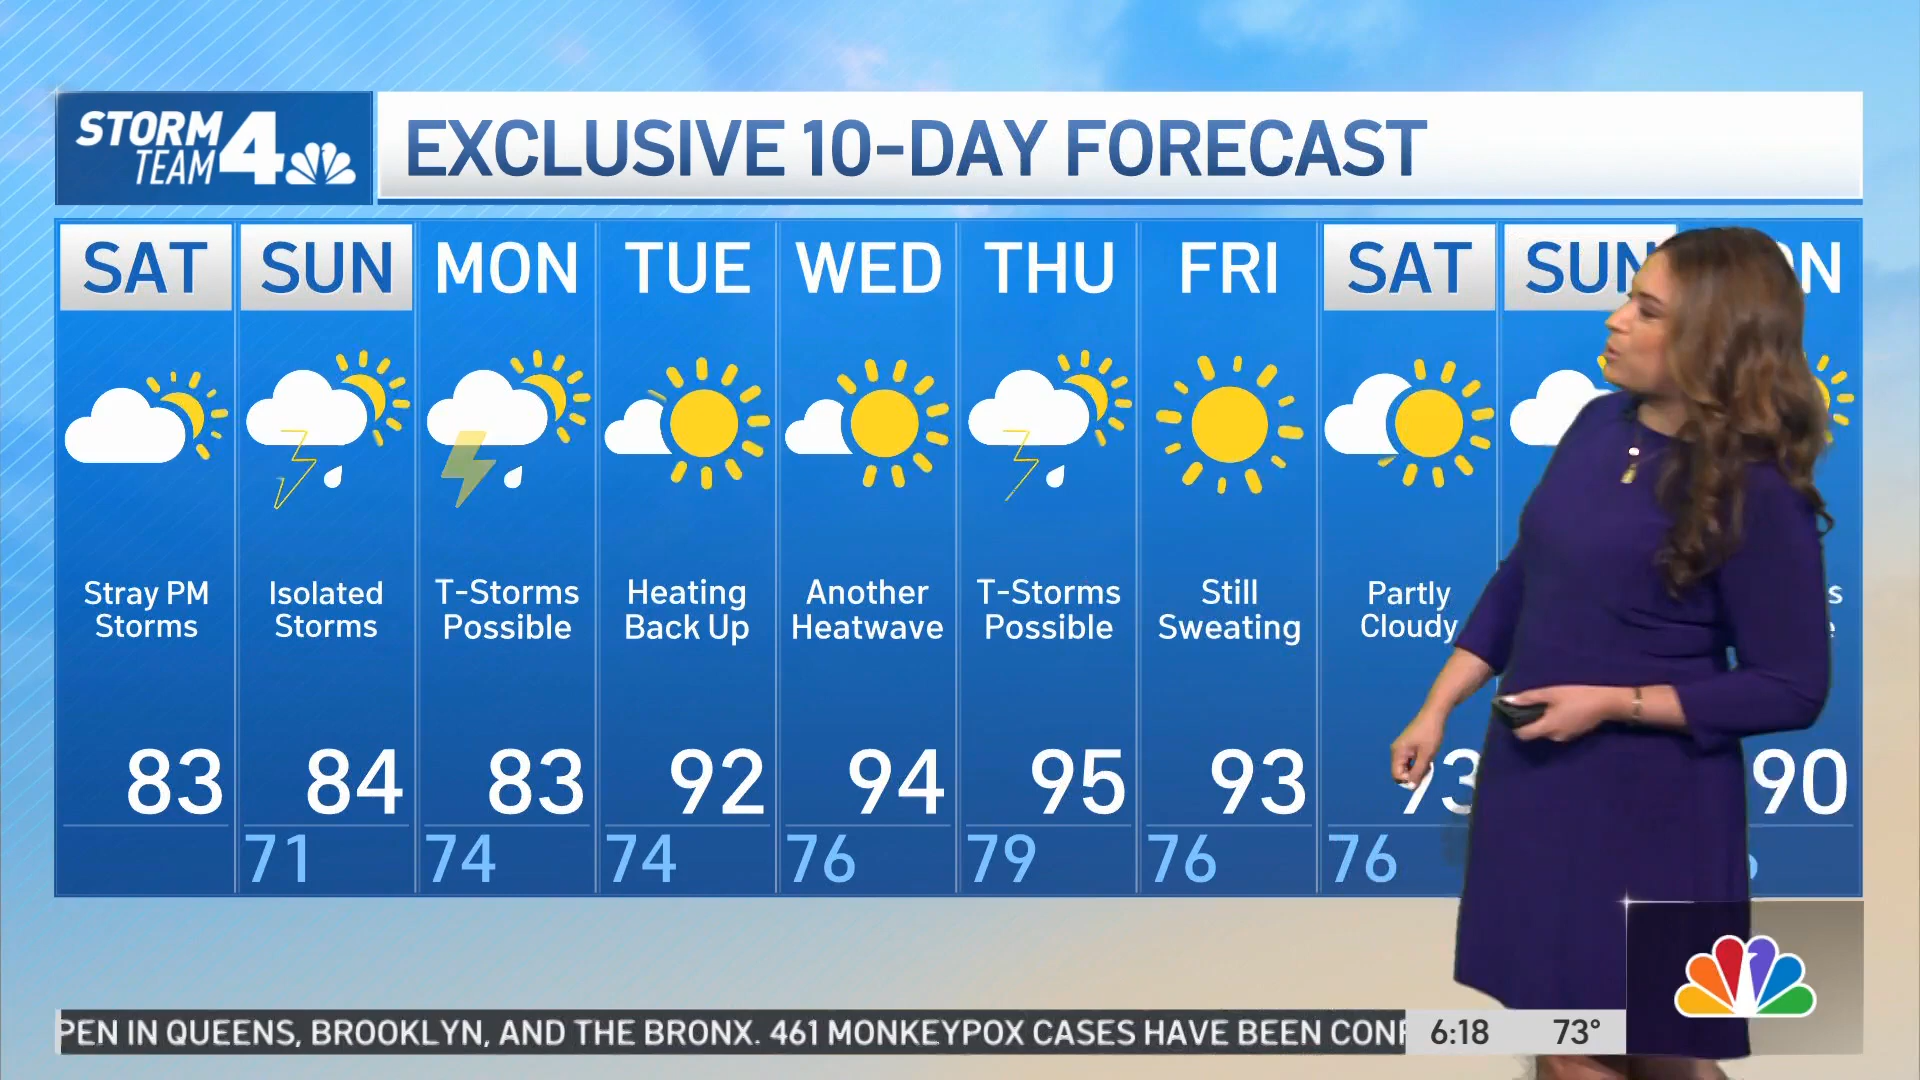 STORM
TEAM 4
EXCLUSIVE 10-DAY FORECAST
SAT SUN MON TUE WED THU FRI SAT SUN
Stray PM Isolated T-Storms Heating Another T-Storms Still Partly
Storms Storms Possible Back Up Heatwave Possible Sweating Cloudy
83 84 83 92 94 95 93 93 90
71 74 74 76 79 76 76
PEN IN QUEENS, BROOKLYN, AND THE BRONX. 461 MONKEYPOX CASES HAVE BEEN CONF
6:18 73°